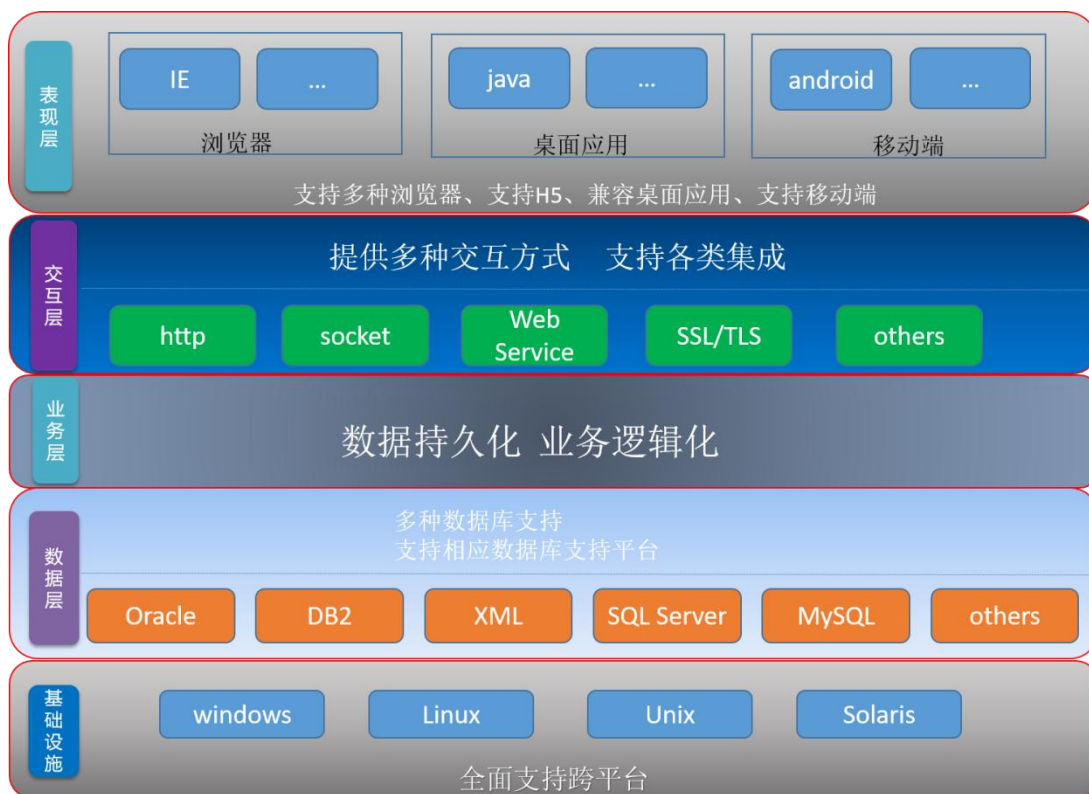 表现层
IE
...
浏览器
java
...
桌面应用
android
...
移动端
支持多种浏览器、支持H5、兼容桌面应用、支持移动端
交互层
提供多种交互方式 支持各类集成
http
socket
Web
Service
SSL/TLS
others
业务层
数据持久化 业务逻辑化
数据层
多种数据库支持
支持相应数据库支持平台
Oracle
DB2
XML
SQL Server
MySQL
others
基础设施
windows
Linux
Unix
Solaris
全面支持跨平台